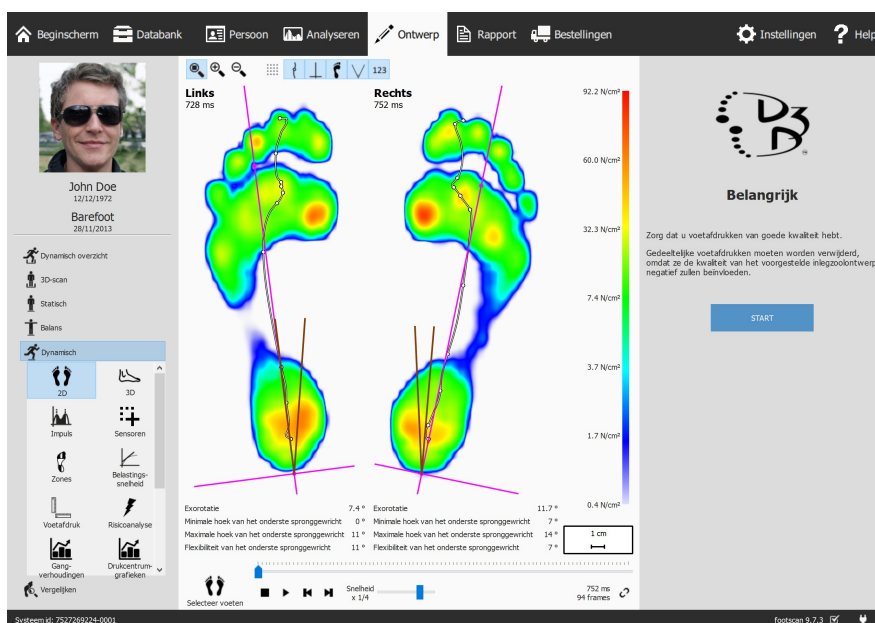 Beginscherm
Databank
Persoon
Analyseren
Ontwerp
Rapport
Bestellingen
Instellingen
Help
123
John Doe
12/12/1972
Barefoot
28/11/2013
Dynamisch overzicht
3D-scan
Statisch
Balans
Dynamisch
2D
3D
Impuls
Sensoren
Zones
Belastings-
snelheid
Voetafdruk
Risicoanalyse
Gang-
verhoudingen
Drukcentrum-
grafieken
Vergelijken
Links
728 ms
Rechts
752 ms
92.2 N/cm²
60.0 N/cm²
32.3 N/cm²
7.4 N/cm²
3.7 N/cm²
1.7 N/cm²
0.4 N/cm²
Exorotatie 7.4 °
Minimale hoek van het onderste spronggewricht 0 °
Maximale hoek van het onderste spronggewricht 11 °
Flexibiliteit van het onderste spronggewricht 11 °
Exorotatie 11.7 °
Minimale hoek van het onderste spronggewricht 7 °
Maximale hoek van het onderste spronggewricht 14 °
Flexibiliteit van het onderste spronggewricht 7 °
1 cm
Selecteer voeten
Snelheid
x 1/4
752 ms
94 frames
D3D
Belangrijk
Zorg dat u voetafdrukken van goede kwaliteit hebt.
Gedeeltelijke voetafdrukken moeten worden verwijderd,
omdat ze de kwaliteit van het voorgestelde inlegzoolontwerp
negatief zullen beïnvloeden.
START
Systeem id: 7527269224-0001
footscan 9.7.3